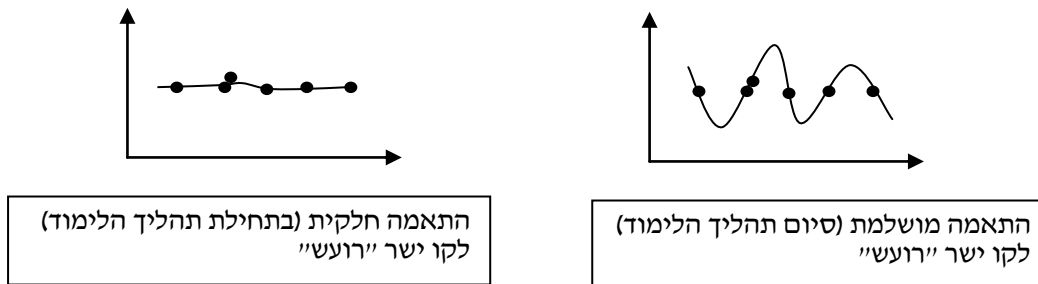 התאמה מושלמת (סיום תהליך הלימוד)
לקו ישר ״רועש״
התאמה חלקית (בתחילת תהליך הלימוד)
לקו ישר ״רועש״